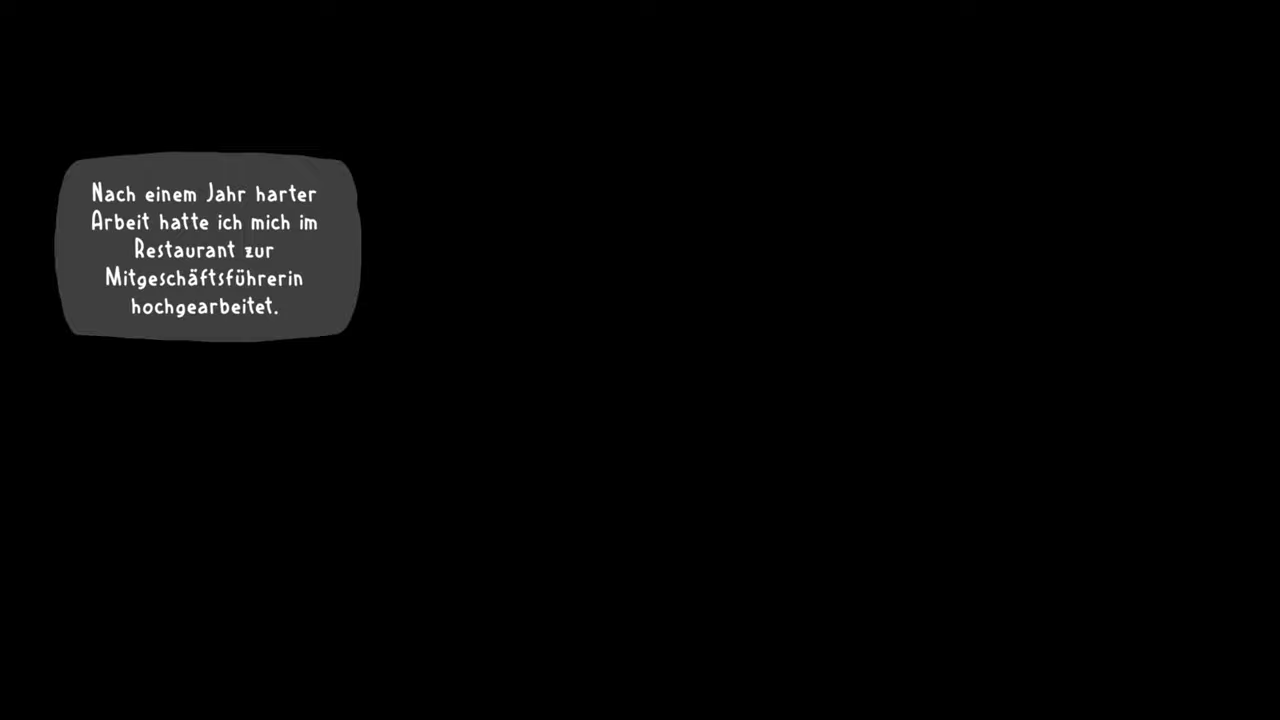 Nach einem Jahr harter
Arbeit hatte ich mich im
Restaurant zur
Mitgeschäftsführerin
hochgearbeitet.